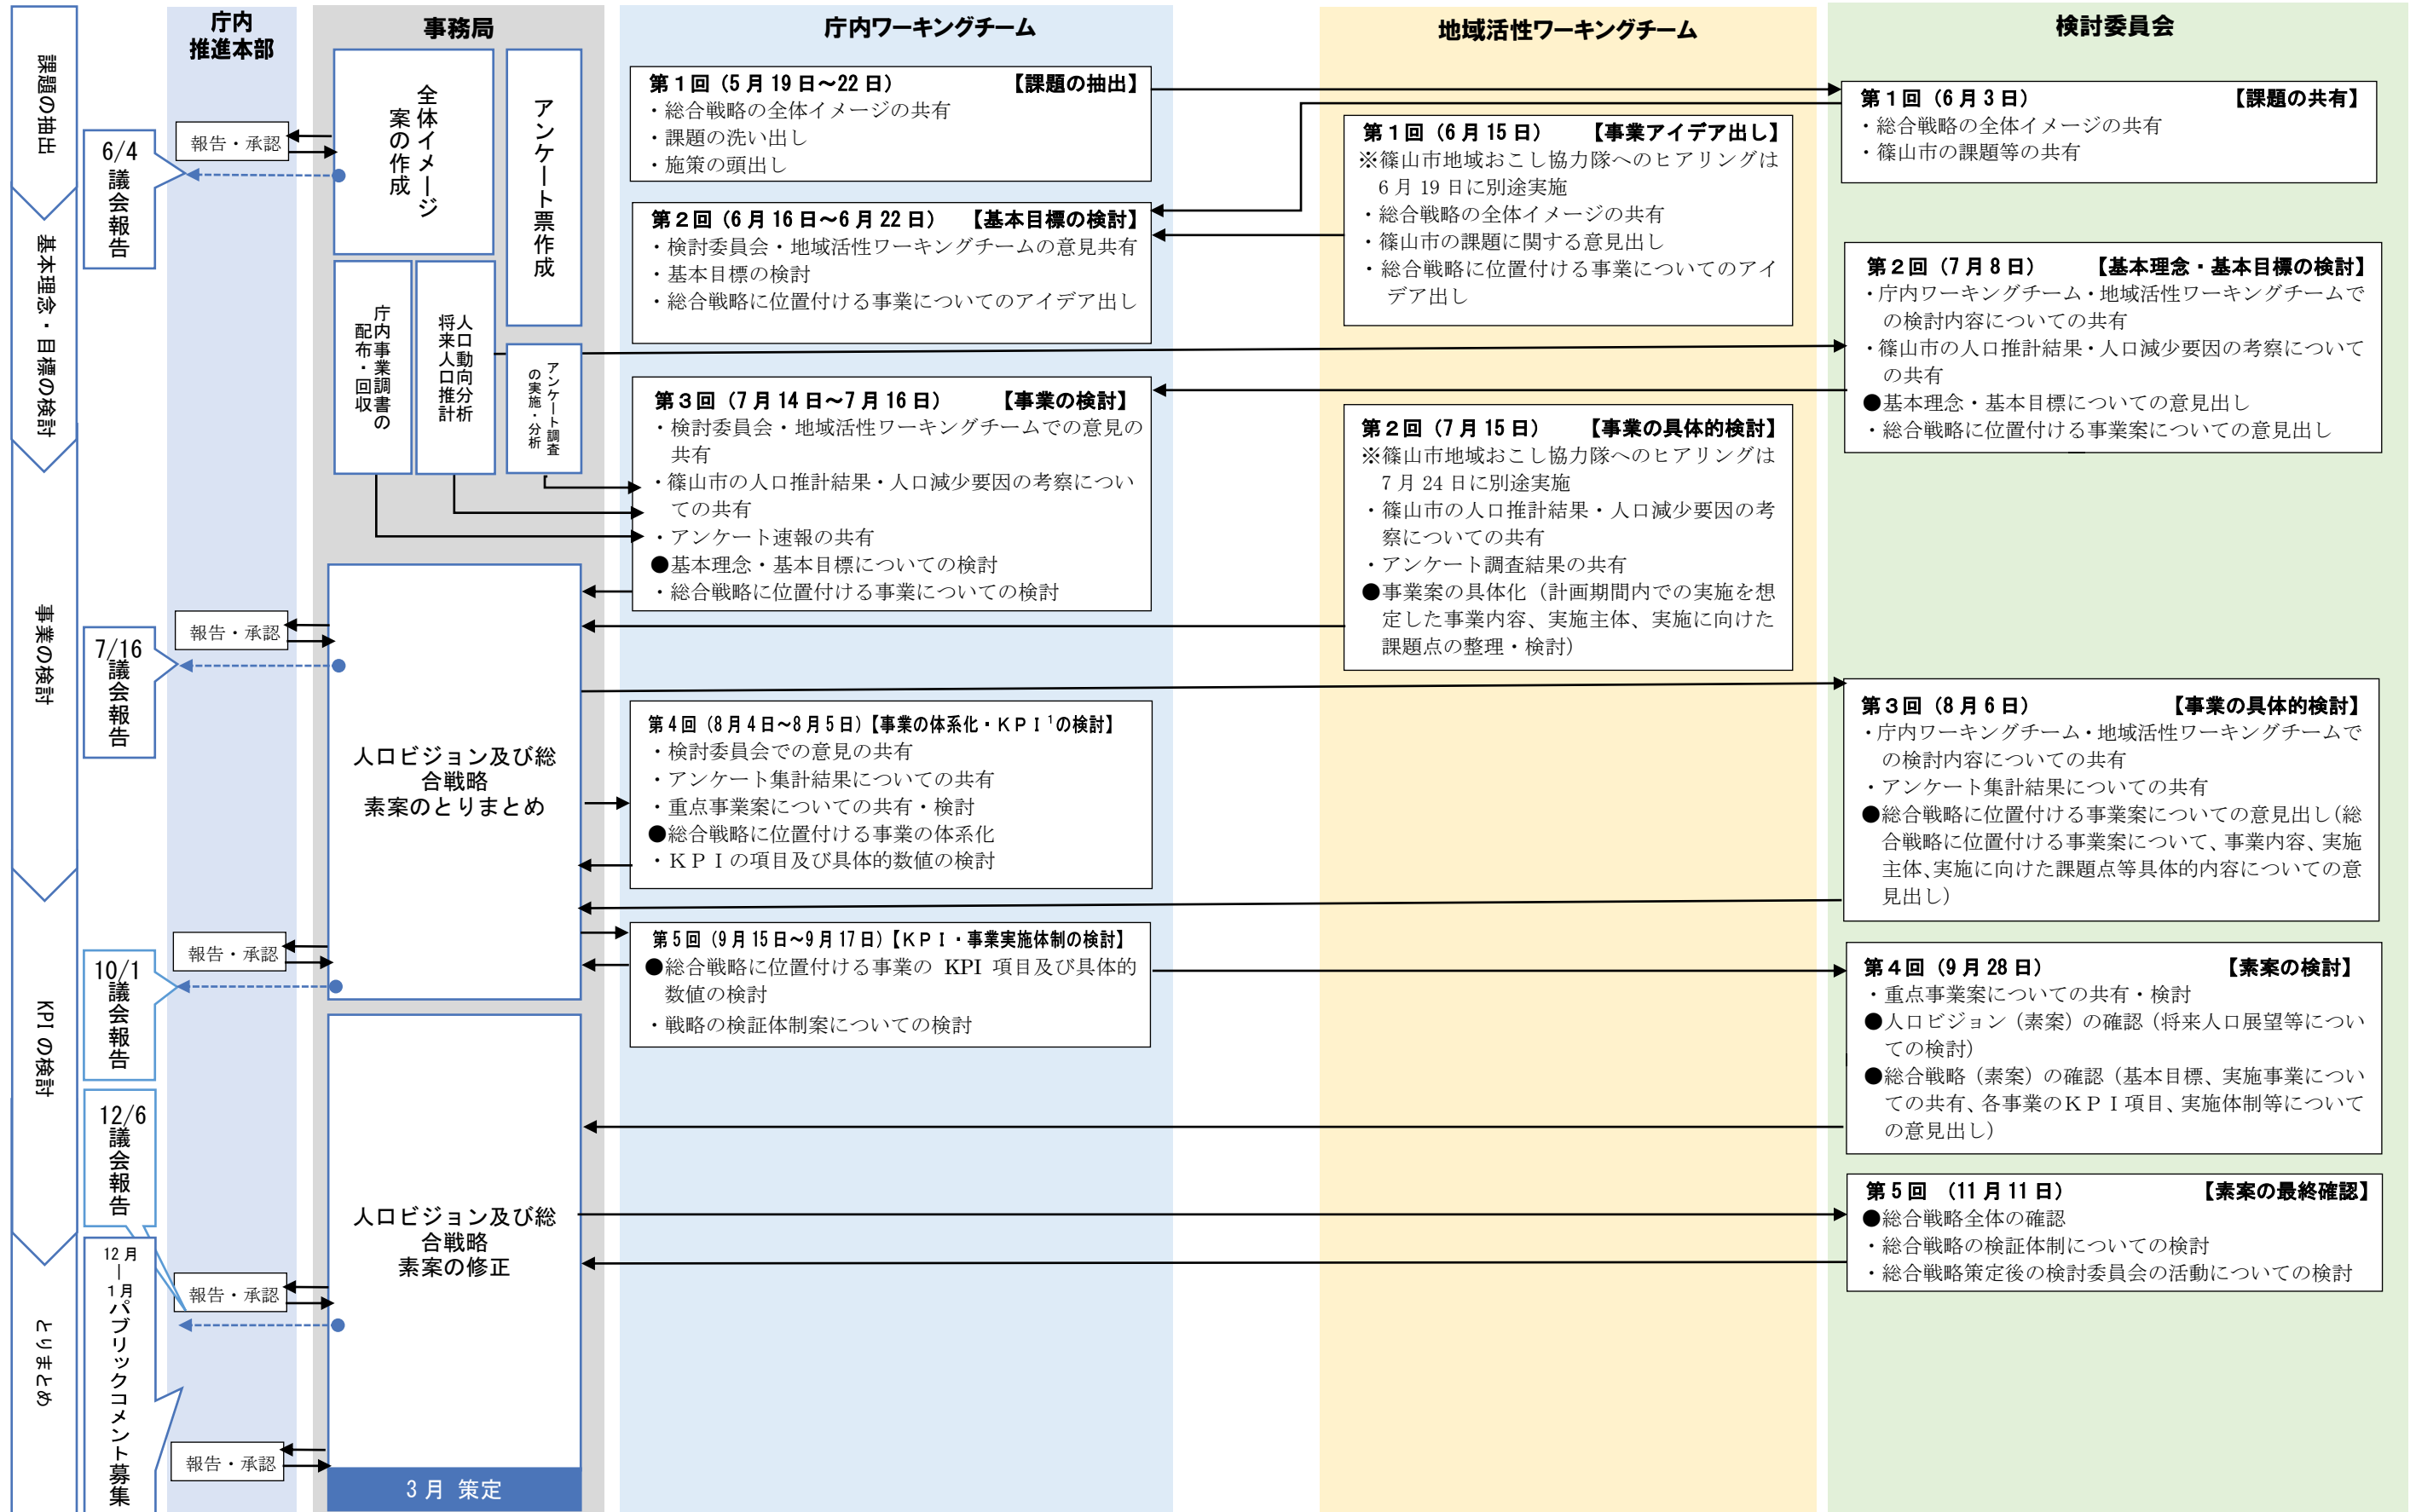 課題の抽出
基本理念・目標の検討
事業の検討
KPIの検討
とりまとめ
6/4
議会報告
7/16
議会報告
10/1
議会報告
12/6
議会報告
12月
｜
1月
パブリックコメント募集
庁内
推進本部
報告・承認
報告・承認
報告・承認
報告・承認
報告・承認
事務局
全体イメージ
案の作成
アンケート票作成
庁内事業調書の
配布・回収
人口動向分析
将来人口推計
アンケート調査
の実施・分析
人口ビジョン及び総
合戦略
素案のとりまとめ
人口ビジョン及び総
合戦略
素案の修正
3月 策定
庁内ワーキングチーム
第1回（5月19日～22日） 【課題の抽出】
・総合戦略の全体イメージの共有
・課題の洗い出し
・施策の頭出し
第2回（6月16日～6月22日） 【基本目標の検討】
・検討委員会・地域活性ワーキングチームの意見共有
・基本目標の検討
・総合戦略に位置付ける事業についてのアイデア出し
第3回（7月14日～7月16日） 【事業の検討】
・検討委員会・地域活性ワーキングチームでの意見の
共有
・篠山市の人口推計結果・人口減少要因の考察につい
ての共有
・アンケート速報の共有
●基本理念・基本目標についての検討
・総合戦略に位置付ける事業についての検討
第4回（8月4日～8月5日）【事業の体系化・ＫＰＩ¹の検討】
・検討委員会での意見の共有
・アンケート集計結果についての共有
・重点事業案についての共有・検討
●総合戦略に位置付ける事業の体系化
・ＫＰＩの項目及び具体的数値の検討
第5回（9月15日～9月17日）【ＫＰＩ・事業実施体制の検討】
●総合戦略に位置付ける事業の KPI 項目及び具体的
数値の検討
・戦略の検証体制案についての検討
地域活性ワーキングチーム
第1回（6月15日） 【事業アイデア出し】
※篠山市地域おこし協力隊へのヒアリングは
6月19日に別途実施
・総合戦略の全体イメージの共有
・篠山市の課題に関する意見出し
・総合戦略に位置付ける事業についてのアイ
デア出し
第2回（7月15日） 【事業の具体的検討】
※篠山市地域おこし協力隊へのヒアリングは
7月24日に別途実施
・篠山市の人口推計結果・人口減少要因の考
察についての共有
・アンケート調査結果の共有
●事業案の具体化（計画期間内での実施を想
定した事業内容、実施主体、実施に向けた
課題点の整理・検討）
検討委員会
第1回（6月3日） 【課題の共有】
・総合戦略の全体イメージの共有
・篠山市の課題等の共有
第2回（7月8日） 【基本理念・基本目標の検討】
・庁内ワーキングチーム・地域活性ワーキングチームで
の検討内容についての共有
・篠山市の人口推計結果・人口減少要因の考察について
の共有
●基本理念・基本目標についての意見出し
・総合戦略に位置付ける事業案についての意見出し
第3回（8月6日） 【事業の具体的検討】
・庁内ワーキングチーム・地域活性ワーキングチームで
の検討内容についての共有
・アンケート集計結果についての共有
●総合戦略に位置付ける事業案についての意見出し（総
合戦略に位置付ける事業案について、事業内容、実施
主体、実施に向けた課題点等具体的内容についての意
見出し）
第4回（9月28日） 【素案の検討】
・重点事業案についての共有・検討
●人口ビジョン（素案）の確認（将来人口展望等につい
ての検討）
●総合戦略（素案）の確認（基本目標、実施事業につい
ての共有、各事業のＫＰＩ項目、実施体制等について
の意見出し）
第5回 （11月11日） 【素案の最終確認】
●総合戦略全体の確認
・総合戦略の検証体制についての検討
・総合戦略策定後の検討委員会の活動についての検討